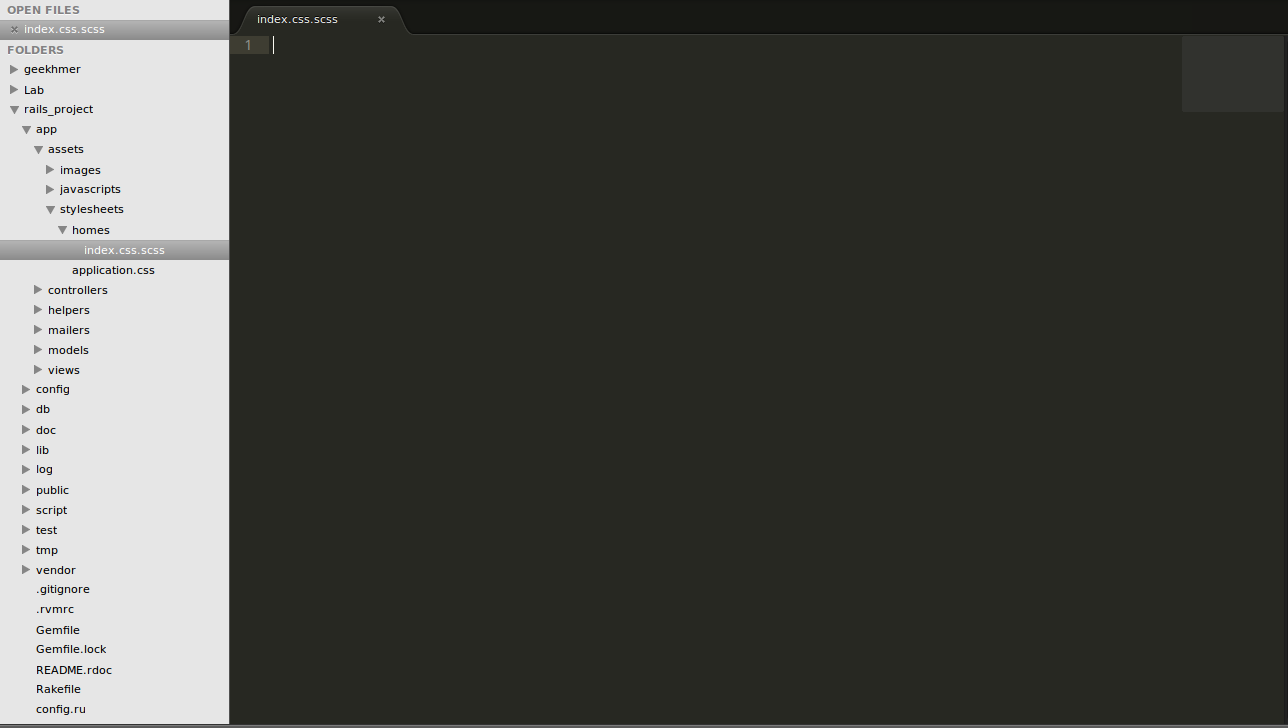 OPEN FILES
× index.css.scss
FOLDERS
geekhmer
Lab
rails_project
app
assets
images
javascripts
stylesheets
homes
index.css.scss
application.css
controllers
helpers
mailers
models
views
config
db
doc
lib
log
public
script
test
tmp
vendor
.gitignore
.rvmrc
Gemfile
Gemfile.lock
README.rdoc
Rakefile
config.ru
index.css.scss ×
1